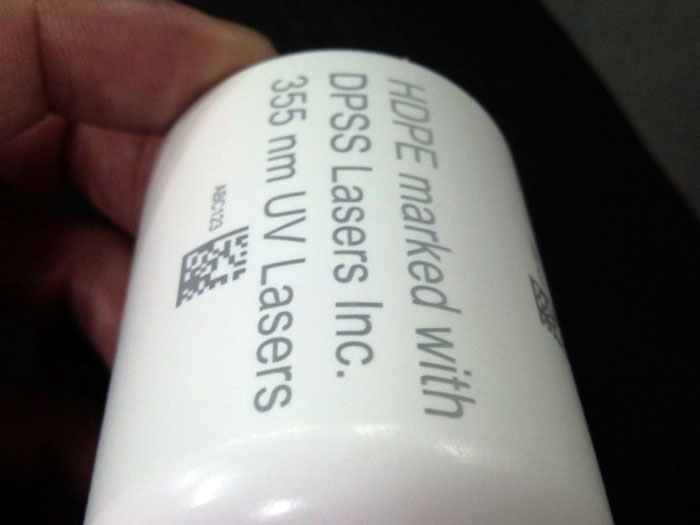 HDPE marked with
DPSS Lasers Inc.
355 nm UV Lasers
ABC123